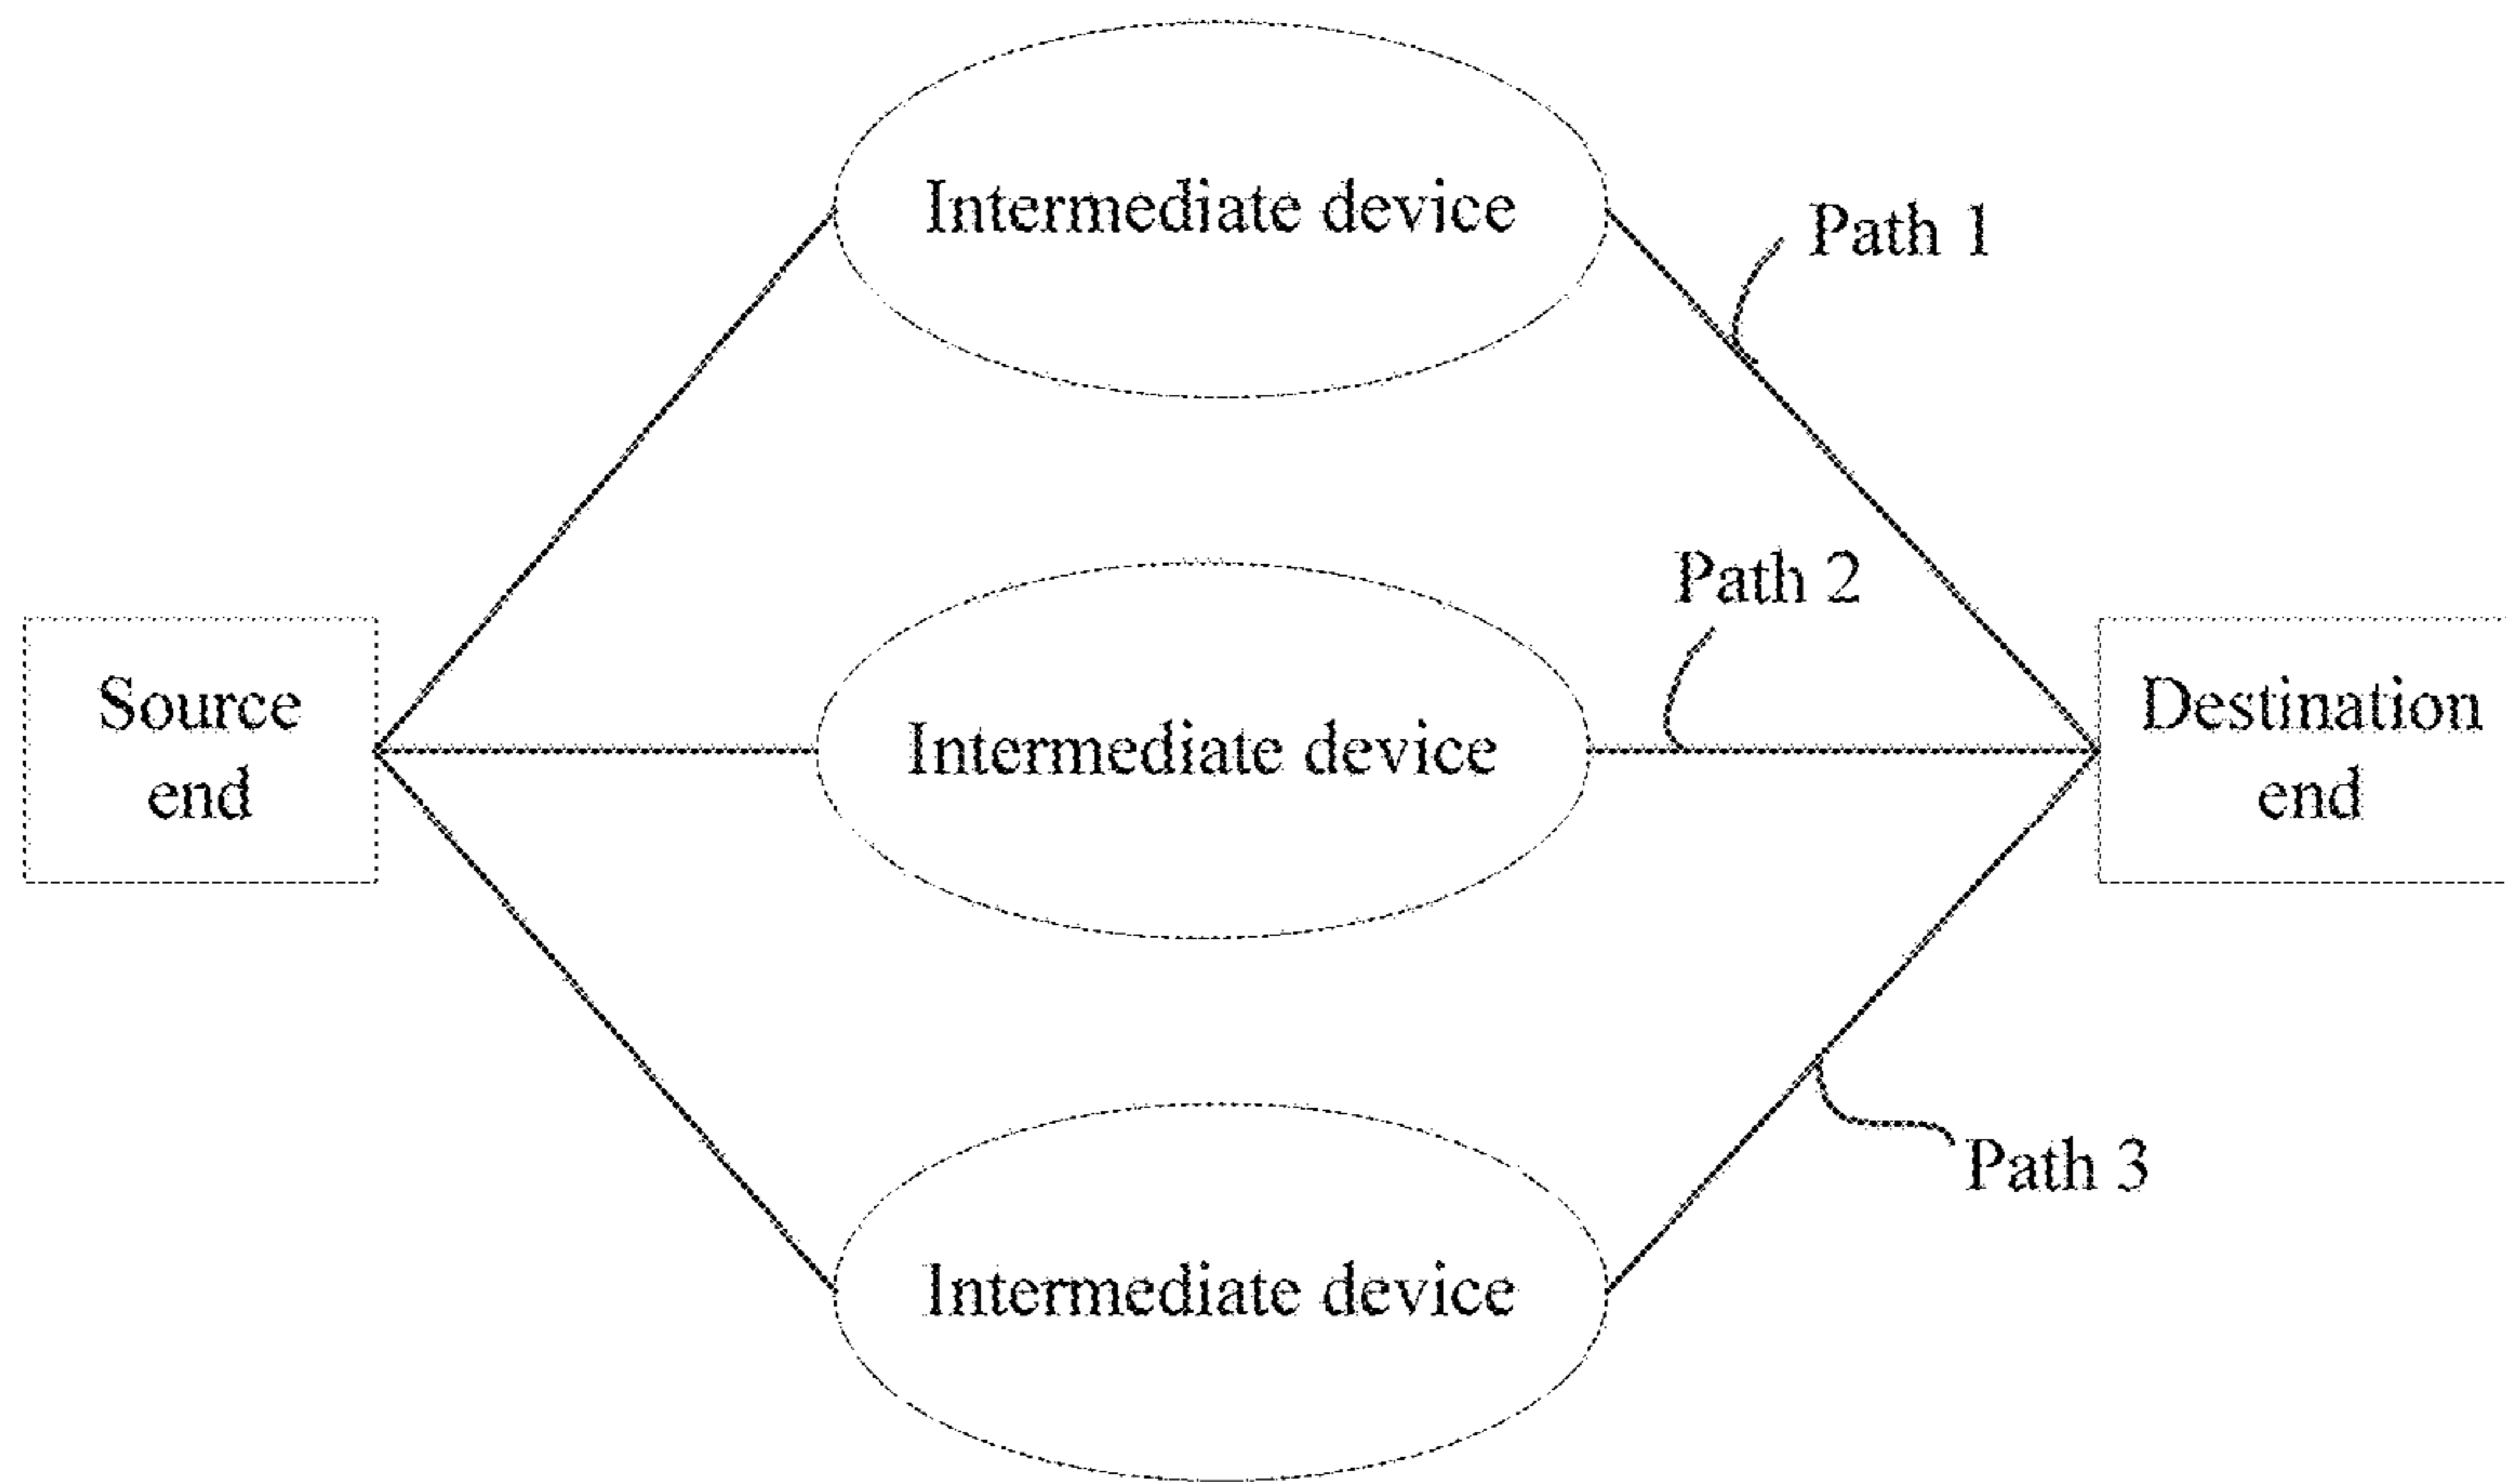 Intermediate device
Path 1
Path 2
Source
end
Intermediate device
Destination
end
Path 3
Intermediate device